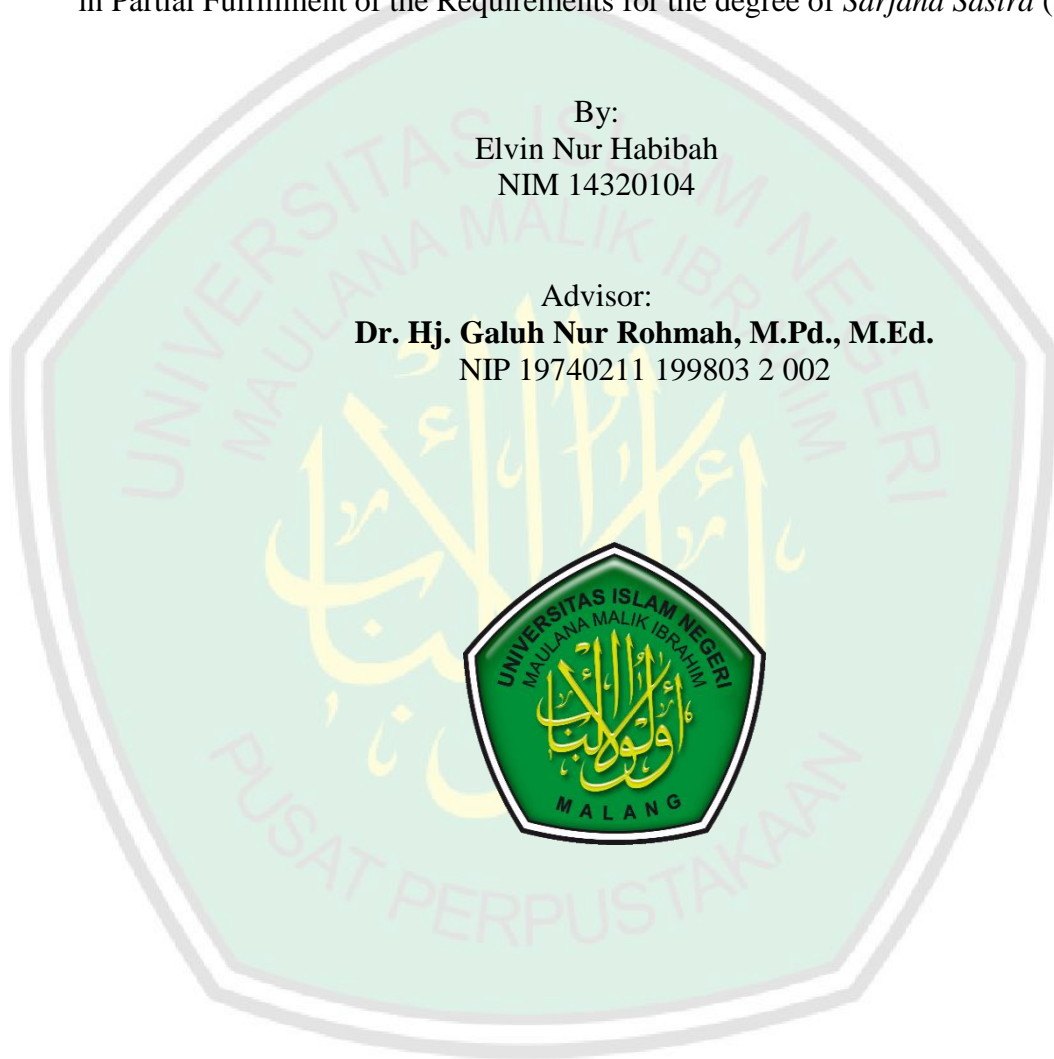 in Partial Fulfillment of the Requirements for the degree of Sarjana Sastra (
By:
Elvin Nur Habibah
NIM 14320104
Advisor:
Dr. Hj. Galuh Nur Rohmah, M.Pd., M.Ed.
NIP 19740211 199803 2 002
UNIVERSITAS ISLAM NEGERI
MAULANA MALIK IBRAHIM
PUSAT PERPUSTAKAAN
UNIVERSITAS ISLAM NEGERI
MAULANA MALIK IBRAHIM
MALANG